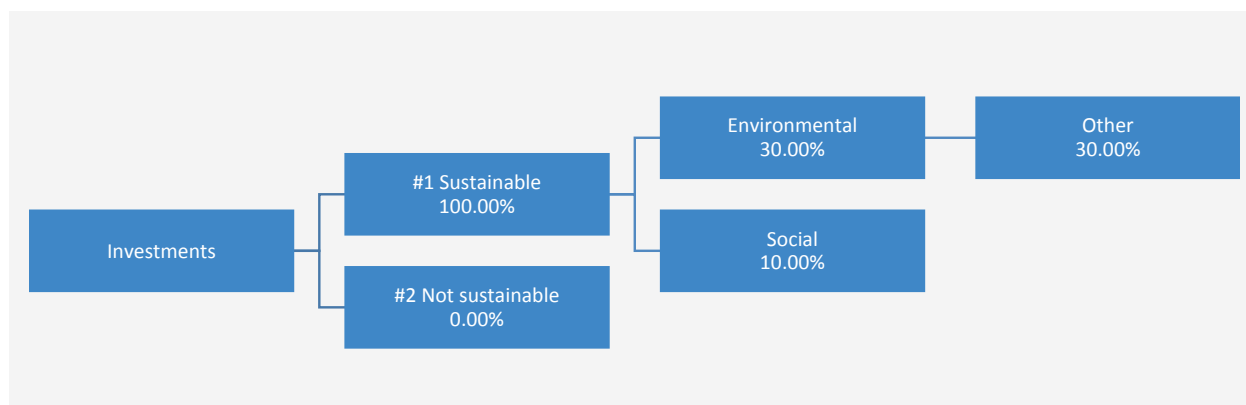 Investments
#1 Sustainable
100.00%
#2 Not sustainable
0.00%
Environmental
30.00%
Social
10.00%
Other
30.00%